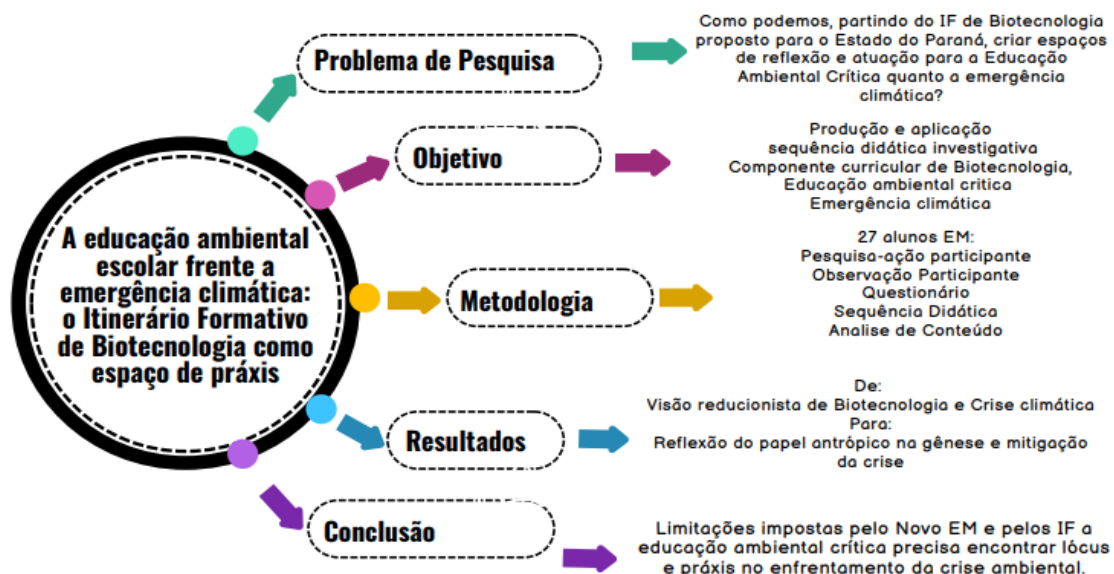 A educação ambiental
escolar frente a
emergência climática:
o Itinerário Formativo
de Biotecnologia como
espaço de práxis
Problema de Pesquisa
Como podemos, partindo do IF de Biotecnologia
proposto para o Estado do Paraná, criar espaços
de reflexão e atuação para a Educação
Ambiental Crítica quanto a emergência
climática?
Objetivo
Produção e aplicação
sequência didática investigativa
Componente curricular de Biotecnologia,
Educação ambiental critica
Emergência climática
Metodologia
27 alunos EM:
Pesquisa-ação participante
Observação Participante
Questionário
Sequência Didática
Analise de Conteúdo
Resultados
De:
Visão reducionista de Biotecnologia e Crise climática
Para:
Reflexão do papel antrópico na gênese e mitigação
da crise
Conclusão
Limitações impostas pelo Novo EM e pelos IF a
educação ambiental crítica precisa encontrar lócus
e práxis no enfrentamento da crise ambiental.